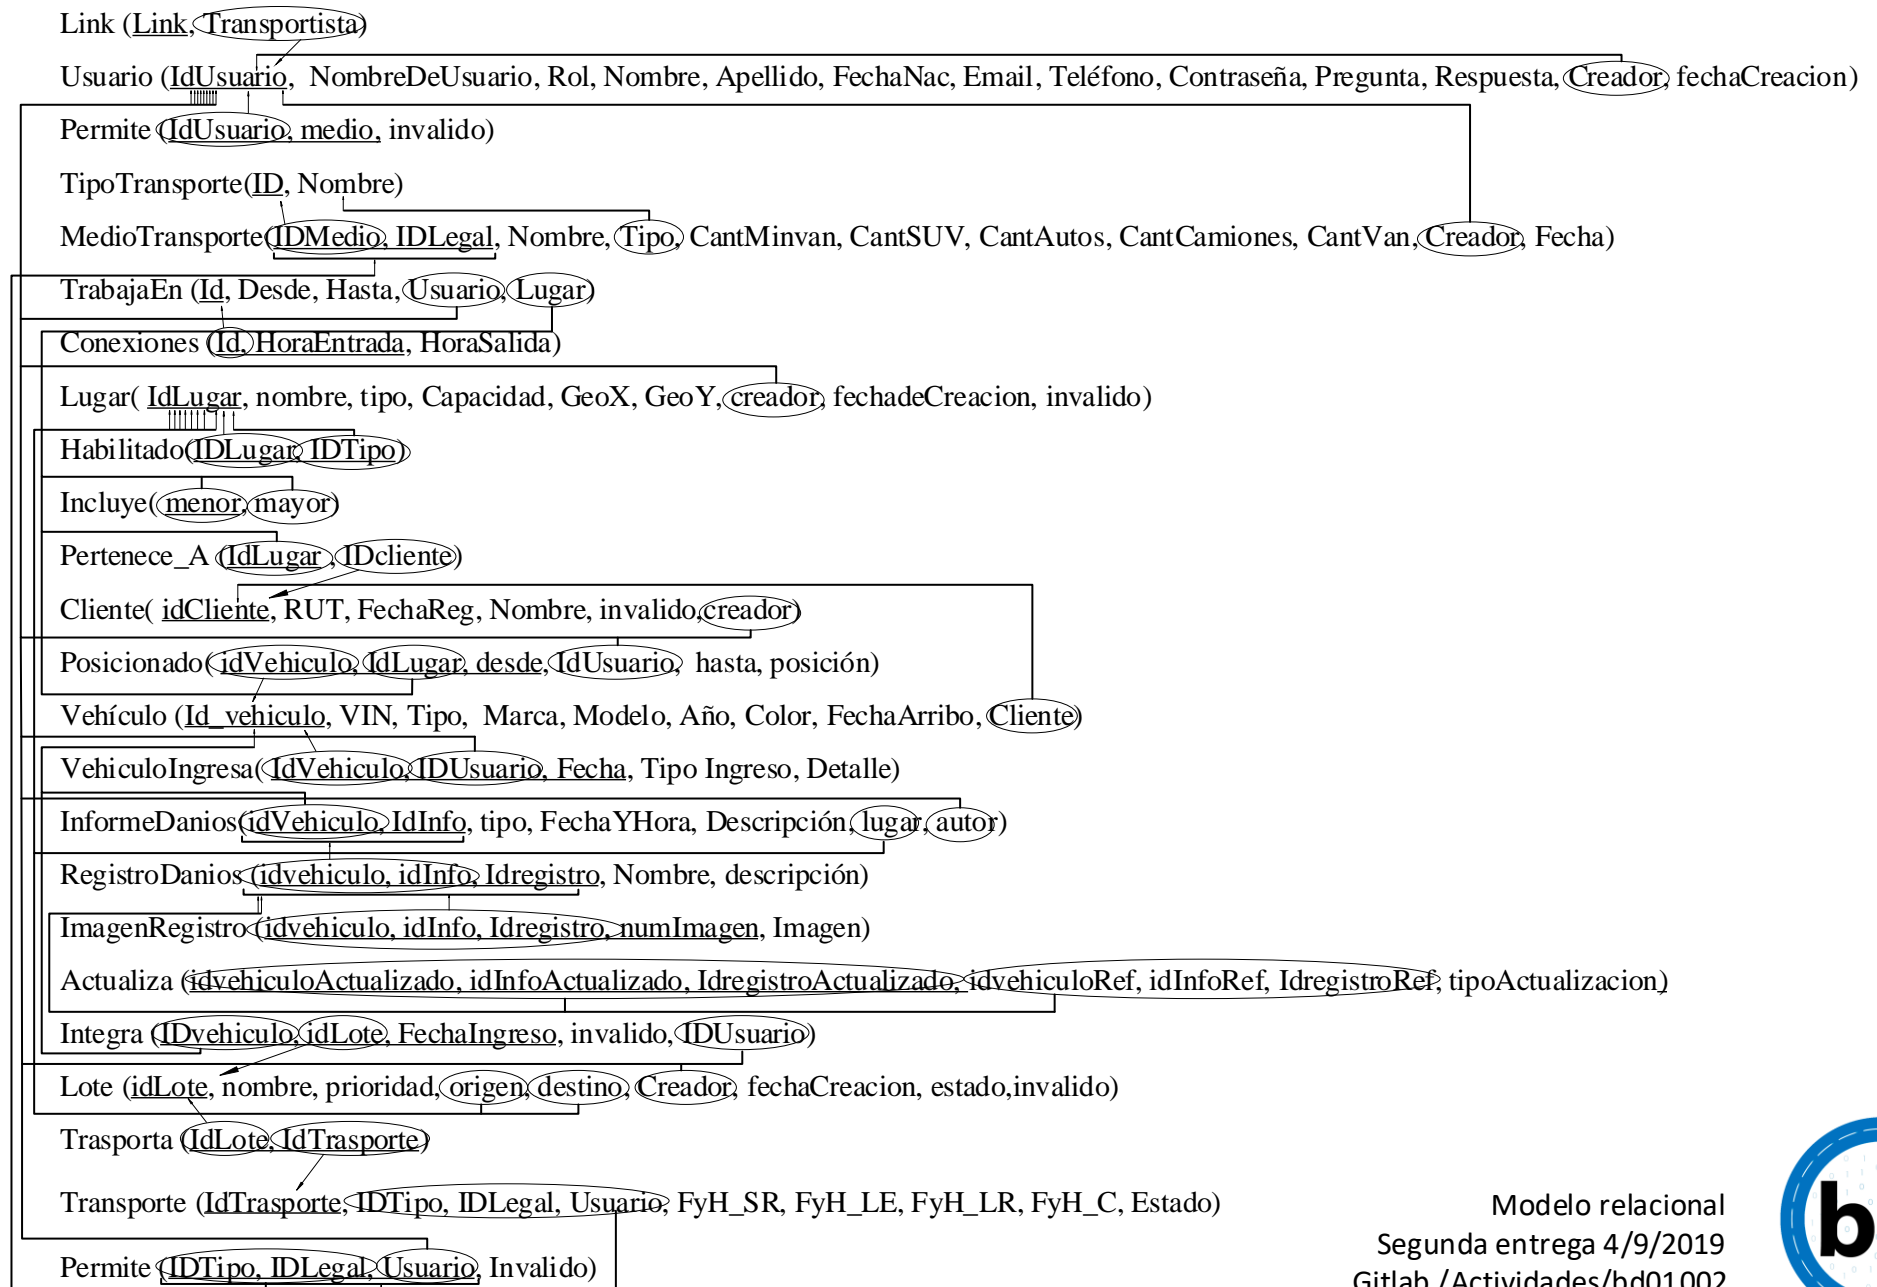 Link (Link, Transportista)
Usuario (IdUsuario, NombreDeUsuario, Rol, Nombre, Apellido, FechaNac, Email, Teléfono, Contraseña, Pregunta, Respuesta, Creador, fechaCreacion)
Permite (IdUsuario, medio, invalido)
TipoTransporte(ID, Nombre)
MedioTransporte(IDMedio, IDLegal, Nombre, Tipo, CantMinvan, CantSUV, CantAutos, CantCamiones, CantVan, Creador, Fecha)
TrabajaEn (Id, Desde, Hasta, Usuario, Lugar)
Conexiones (Id, HoraEntrada, HoraSalida)
Lugar( IdLugar, nombre, tipo, Capacidad, GeoX, GeoY, creador, fechadeCreacion, invalido)
Habilitado(IDLugar, IDTipo)
Incluye( menor, mayor)
Pertenece_A (IdLugar , IDcliente)
Cliente( idCliente, RUT, FechaReg, Nombre, invalido,creador)
Posicionado( idVehiculo, IdLugar, desde, IdUsuario, hasta, posición)
Vehículo (Id_vehiculo, VIN, Tipo, Marca, Modelo, Año, Color, FechaArribo, Cliente)
VehiculoIngresa( IdVehiculo, IDUsuario, Fecha, Tipo Ingreso, Detalle)
InformeDanios(idVehiculo, IdInfo, tipo, FechaYHora, Descripción, lugar, autor)
RegistroDanios (idvehiculo, idInfo, Idregistro, Nombre, descripción)
ImagenRegistro (idvehiculo, idInfo, Idregistro, numImagen, Imagen)
Actualiza (idvehiculoActualizado, idInfoActualizado, IdregistroActualizado, idvehiculoRef, idInfoRef, IdregistroRef, tipoActualizacion)
Integra (IDvehiculo, idLote, FechaIngreso, invalido, IDUsuario)
Lote (idLote, nombre, prioridad, origen, destino, Creador, fechaCreacion, estado,invalido)
Trasporta (IdLote, IdTrasporte)
Transporte (IdTrasporte, IDTipo, IDLegal, Usuario, FyH_SR, FyH_LE, FyH_LR, FyH_C, Estado)
Permite (IDTipo, IDLegal, Usuario, Invalido)
Modelo relacional
Segunda entrega 4/9/2019
Gitlab /Actividades/bd01002
b